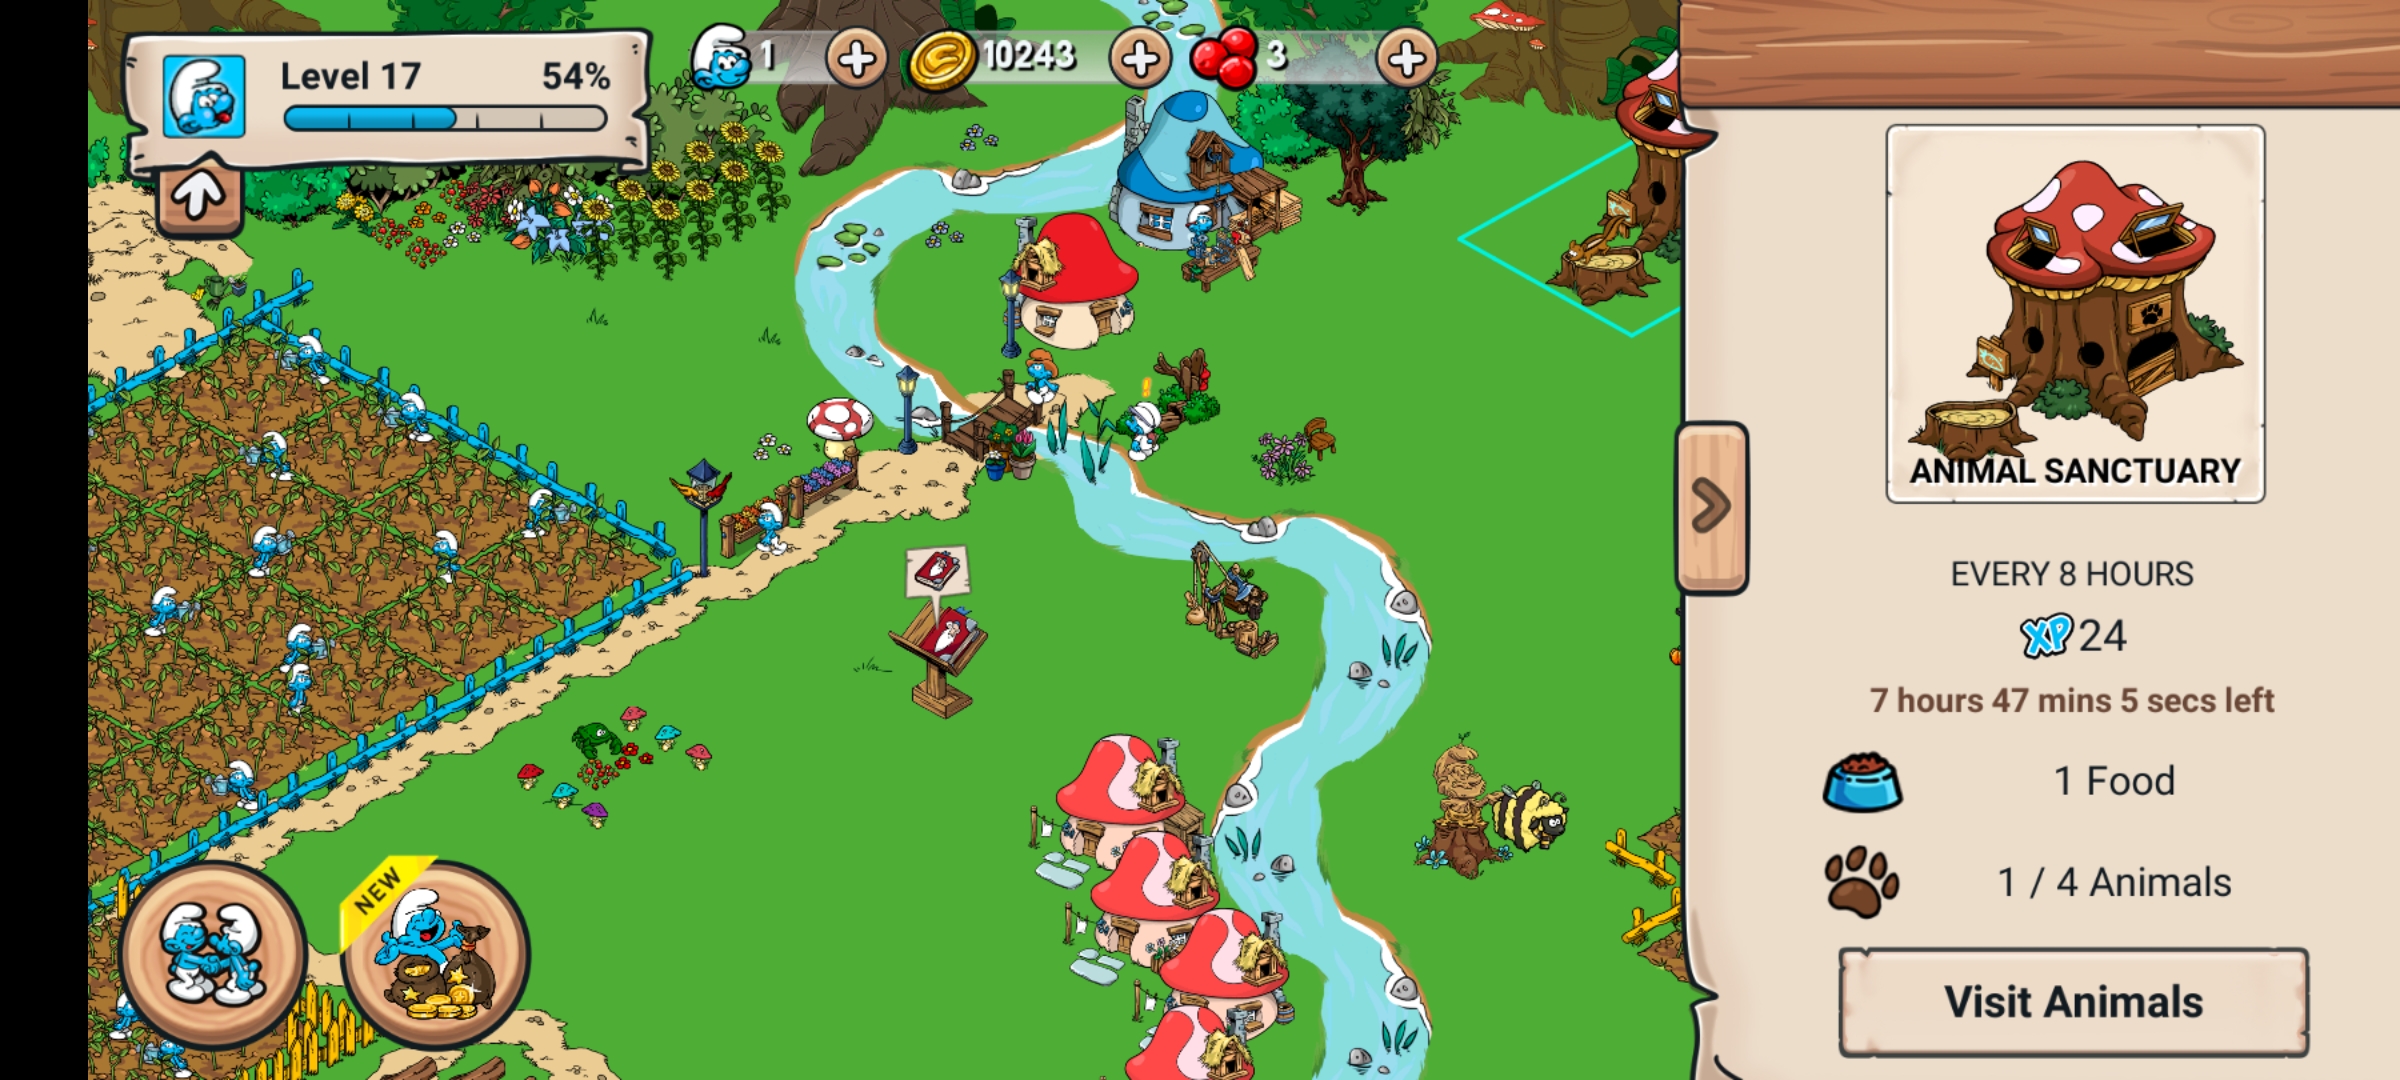 Level 17 54%
1
10243
3
ANIMAL SANCTUARY
EVERY 8 HOURS
XP 24
7 hours 47 mins 5 secs left
1 Food
1 / 4 Animals
Visit Animals
NEW
!